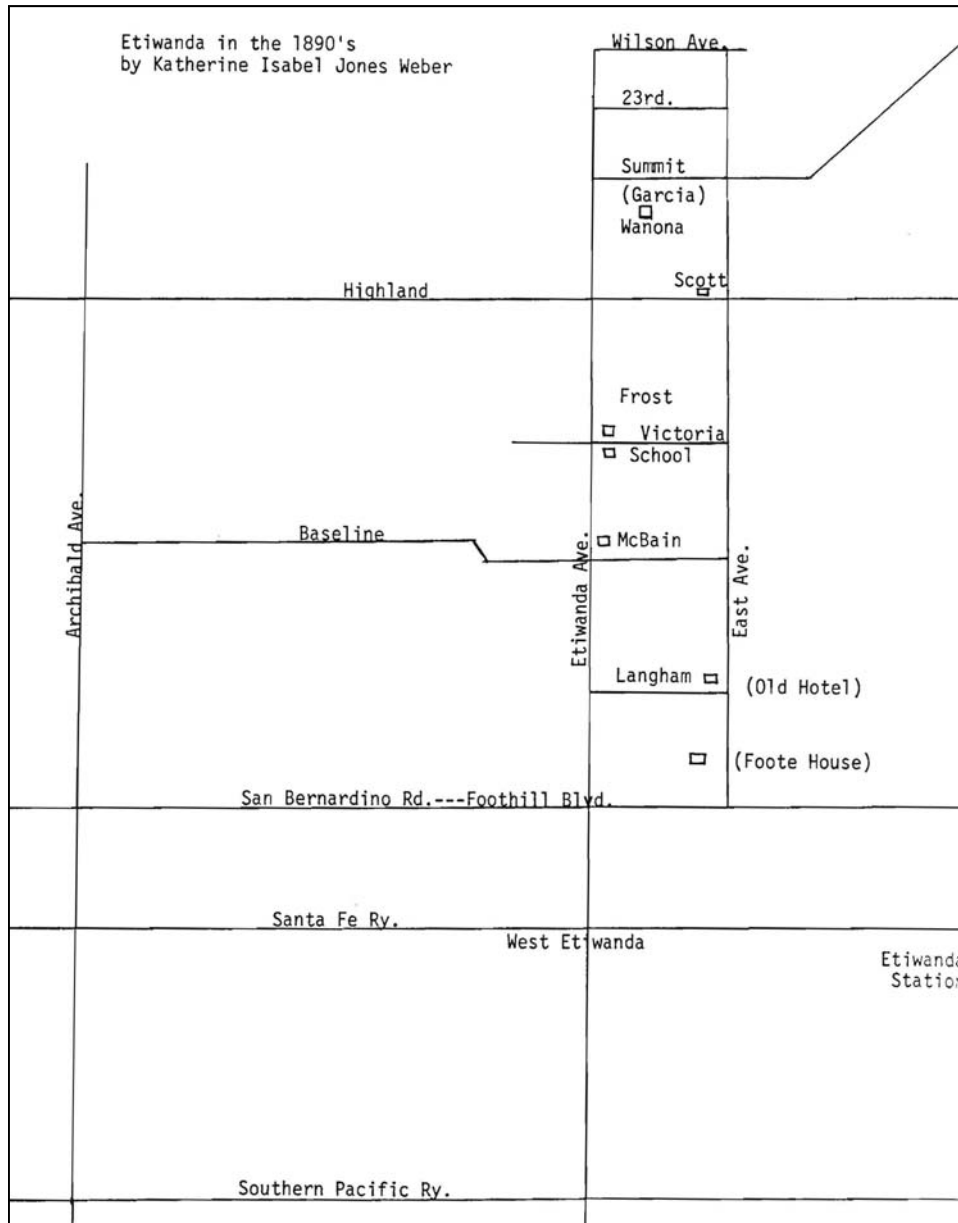 Etiwanda in the 1890's
by Katherine Isabel Jones Weber
Wilson Ave.
23rd.
Summit
(Garcia)
Wanona
Scott
Highland
Frost
Victoria
School
Archibald Ave.
Baseline
Etiwanda Ave.
McBain
East Ave.
Langham
(Old Hotel)
(Foote House)
San Bernardino Rd.---Foothill Blvd.
Santa Fe Ry.
West Etiwanda
Etiwanda
Station
Southern Pacific Ry.